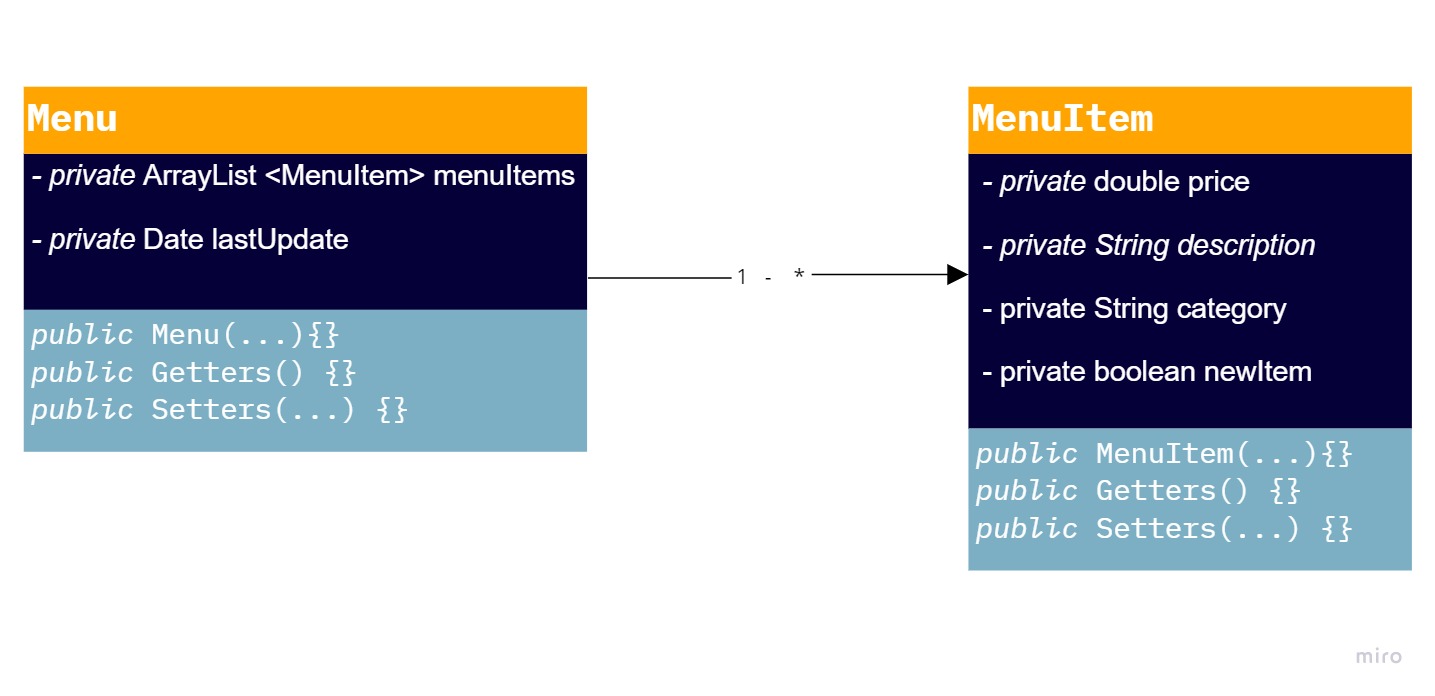 Menu
- private ArrayList <MenuItem> menuItems
- private Date lastUpdate
public Menu(...){}
public Getters() {}
public Setters(...) {}
1 - *
MenuItem
- private double price
- private String description
- private String category
- private boolean newItem
public MenuItem(...){}
public Getters() {}
public Setters(...) {}
miro